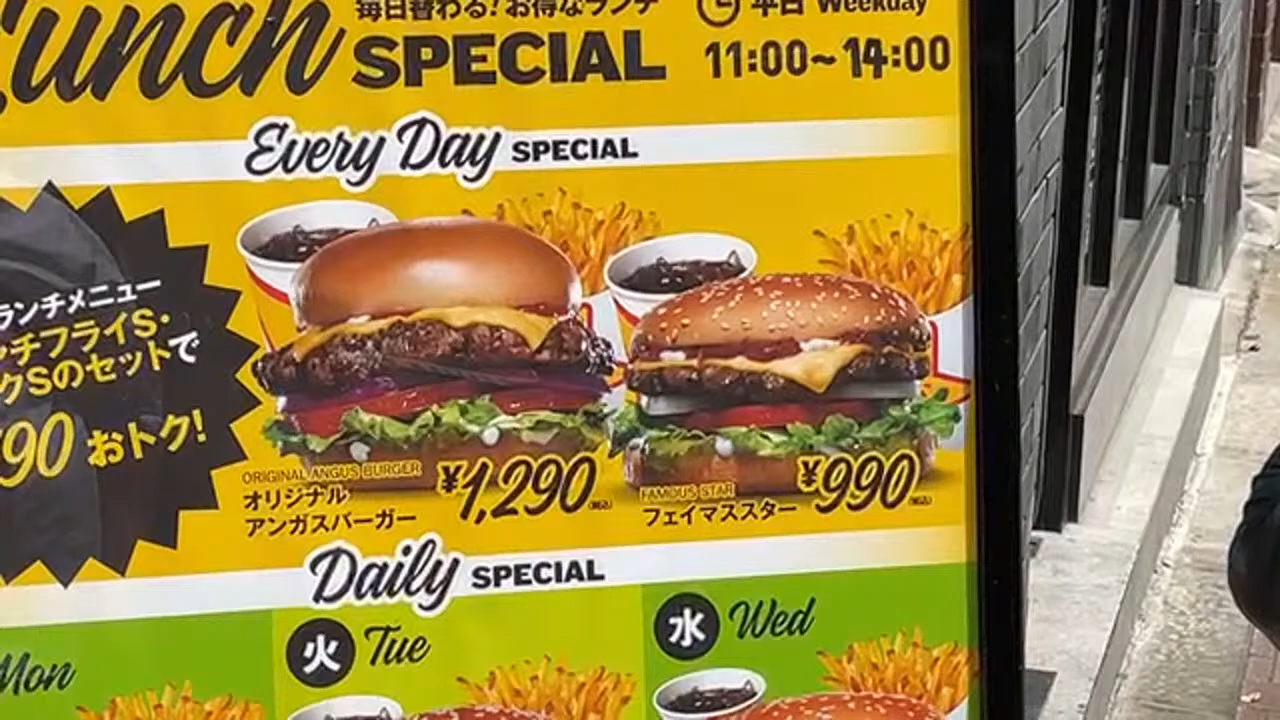 Lunch
毎日替わる!お得なランチ
SPECIAL
平日 Weekday
11:00~14:00
Every Day SPECIAL
ランチメニュー
チフライS・
クSのセットで
90 おトク!
ORIGINAL ANGUS BURGER
オリジナル
アンガスバーガー
¥1,290(税込)
FAMOUS STAR
フェイマススター
¥990(税込)
Daily SPECIAL
Mon
火 Tue
水 Wed